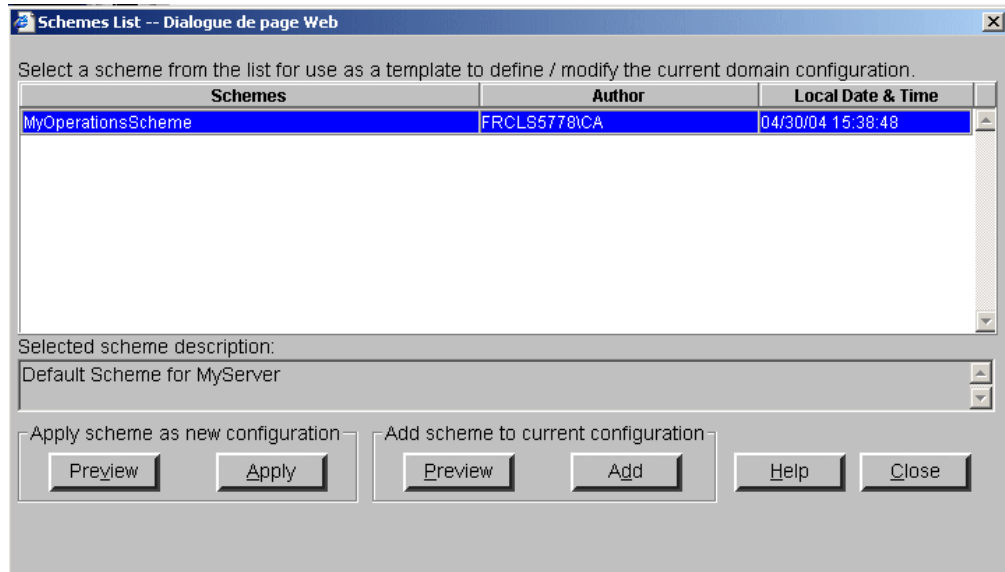 Schemes List -- Dialogue de page Web
Select a scheme from the list for use as a template to define / modify the current domain configuration.
Schemes Author Local Date & Time
MyOperationsScheme FRCLS5778\CA 04/30/04 15:38:48
Selected scheme description:
Default Scheme for MyServer
Apply scheme as new configuration Add scheme to current configuration
Preview Apply Preview Add Help Close